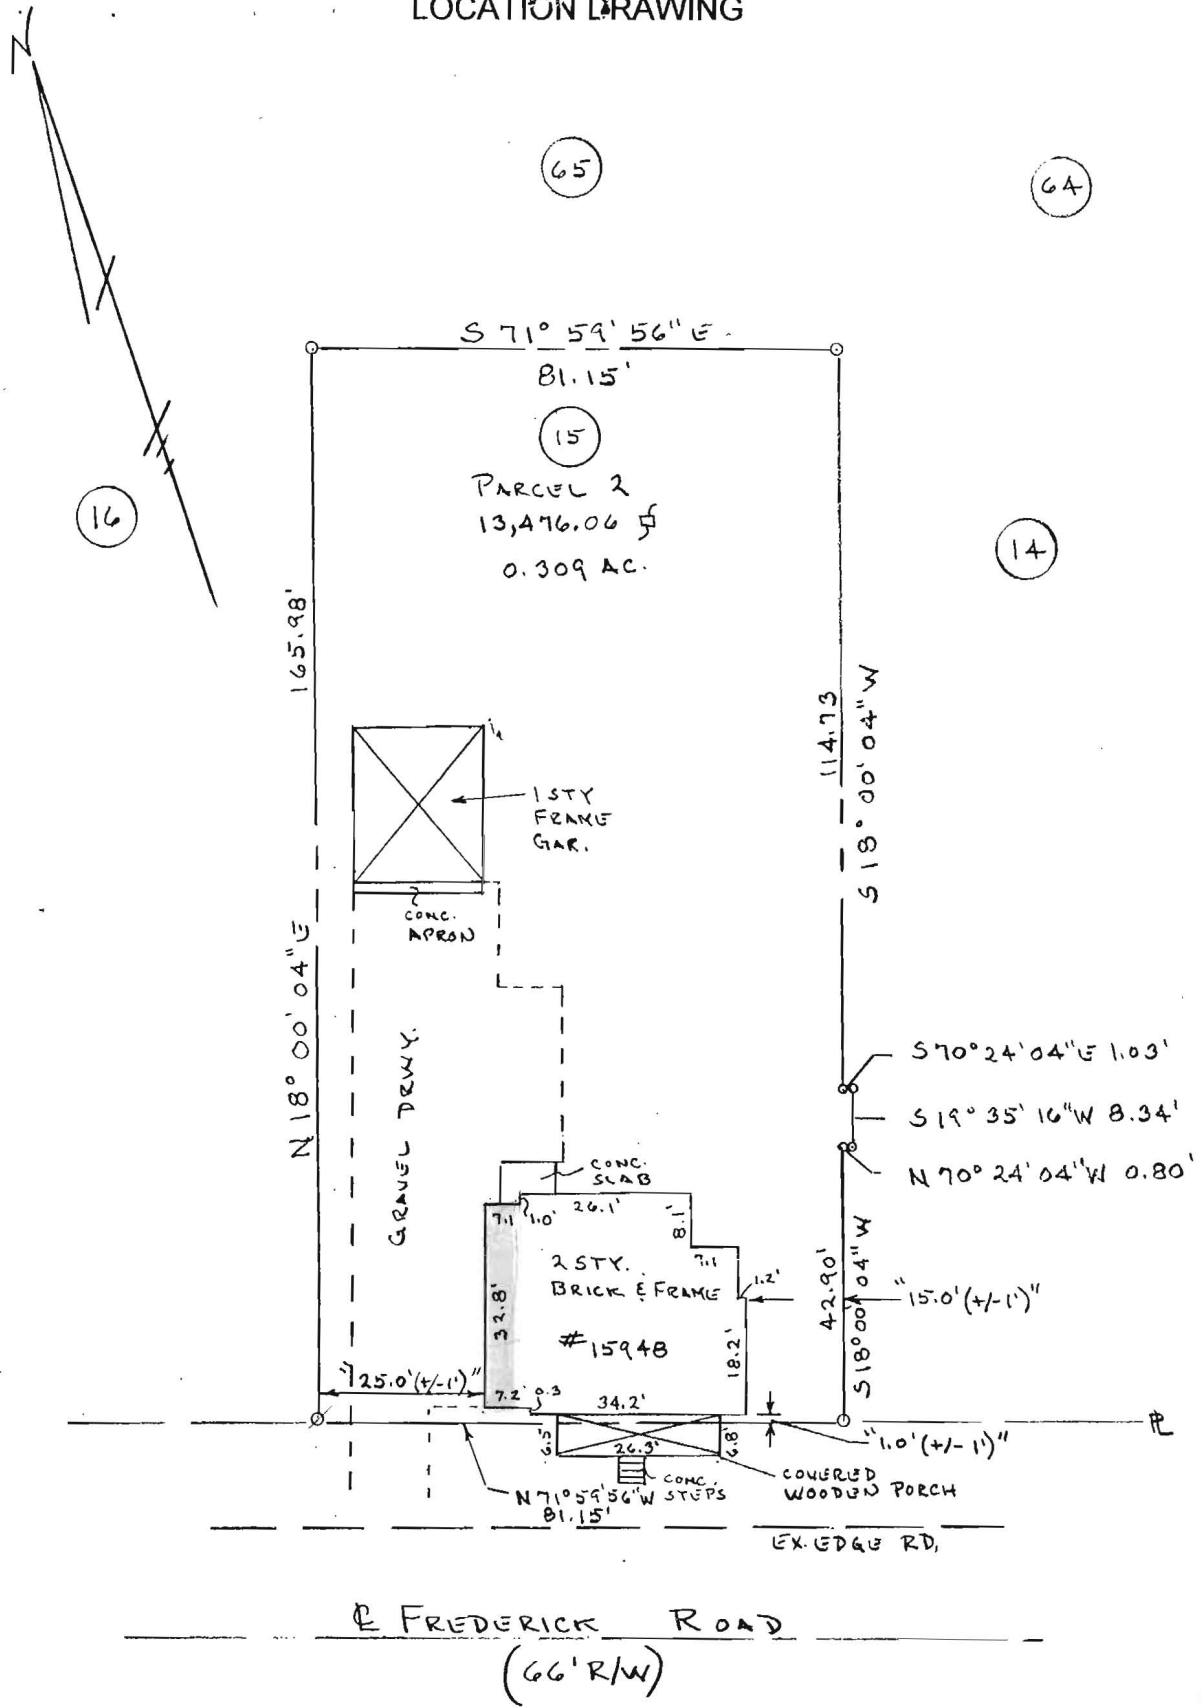 LOCATION DRAWING
N
65
64
S 71° 59' 56" E
81.15'
15
PARCEL 2
13,476.06
0.309 AC.
16
14
165.98'
N 18° 00' 04" E
114.73
S 18° 00' 04" W
1 STY
FRAME
GAR.
CONC.
APRON
GRAVEL DRWY.
S 70° 24' 04" E 1.03'
S 19° 35' 16" W 8.34'
N 70° 24' 04" W 0.80'
CONC.
SLAB
7.1
1.0'
26.1'
8.1'
7.1
1.2'
2 STY.
BRICK & FRAME
#15948
32.8'
18.2'
42.90'
S 18° 00' 04" W
"15.0' (+/-1')"
"25.0' (+/-1')"
7.2'
0.3
34.2'
6.5'
26.3'
6.8'
"1.0' (+/- 1')"
PL
CONC.
STEPS
COVERED
WOODEN PORCH
N 71° 59' 56" W
81.15'
EX. EDGE RD.
CL FREDERICK ROAD
(66' R/W)